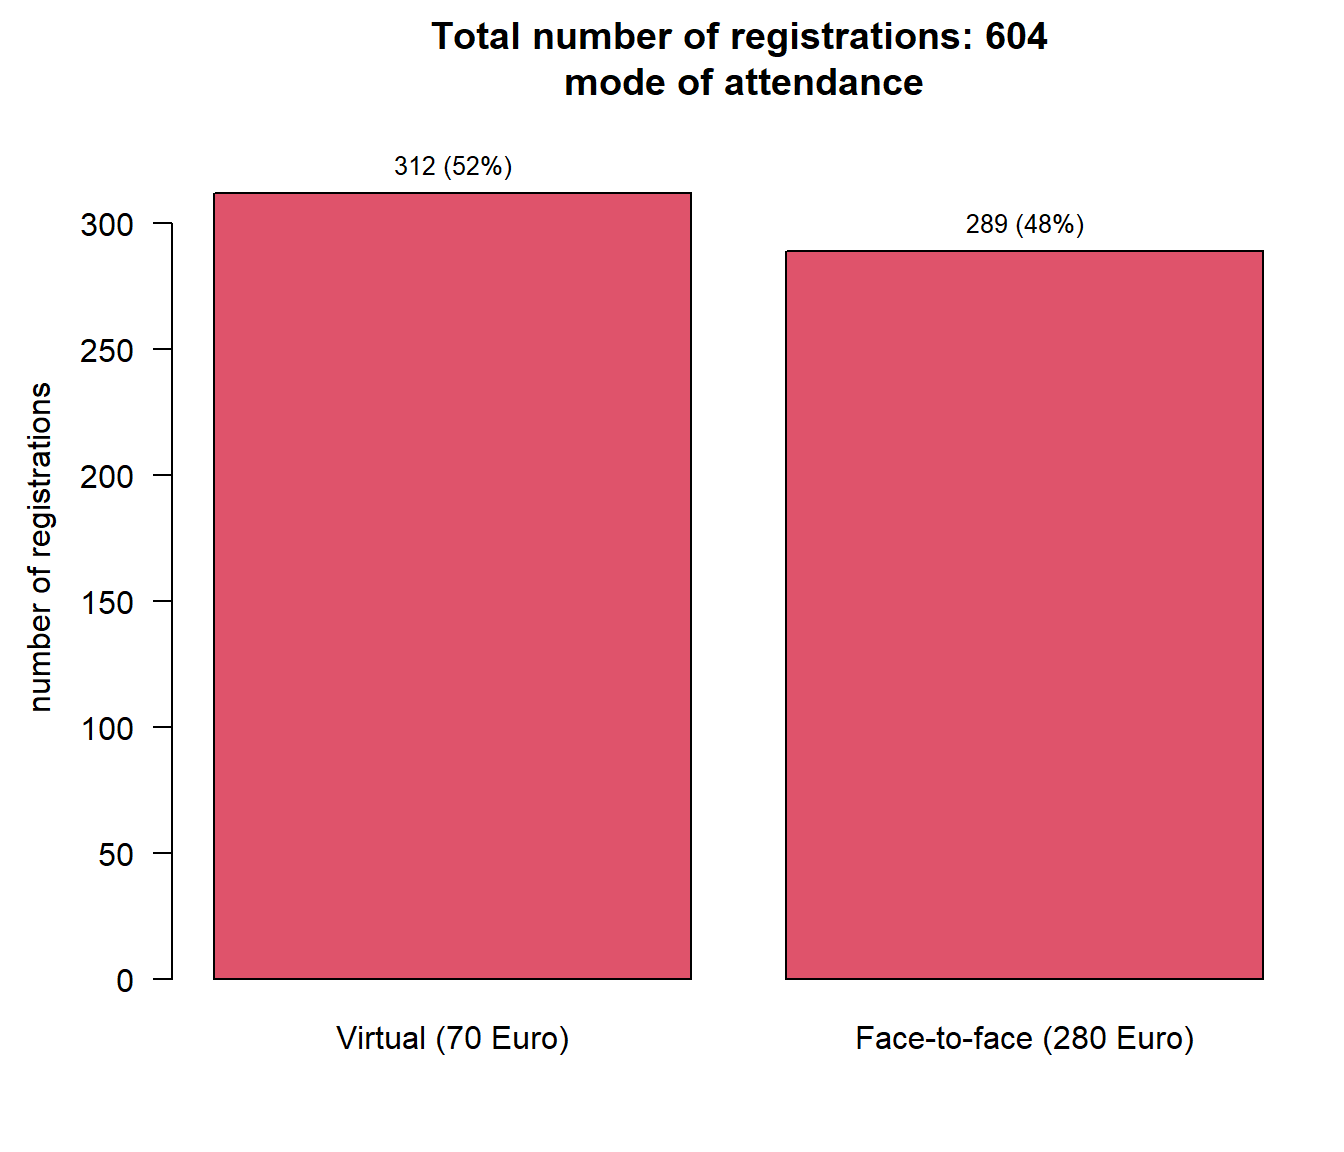 Total number of registrations: 604
mode of attendance
312 (52%)
289 (48%)
300
250
200
150
100
50
0
number of registrations
Virtual (70 Euro)
Face-to-face (280 Euro)